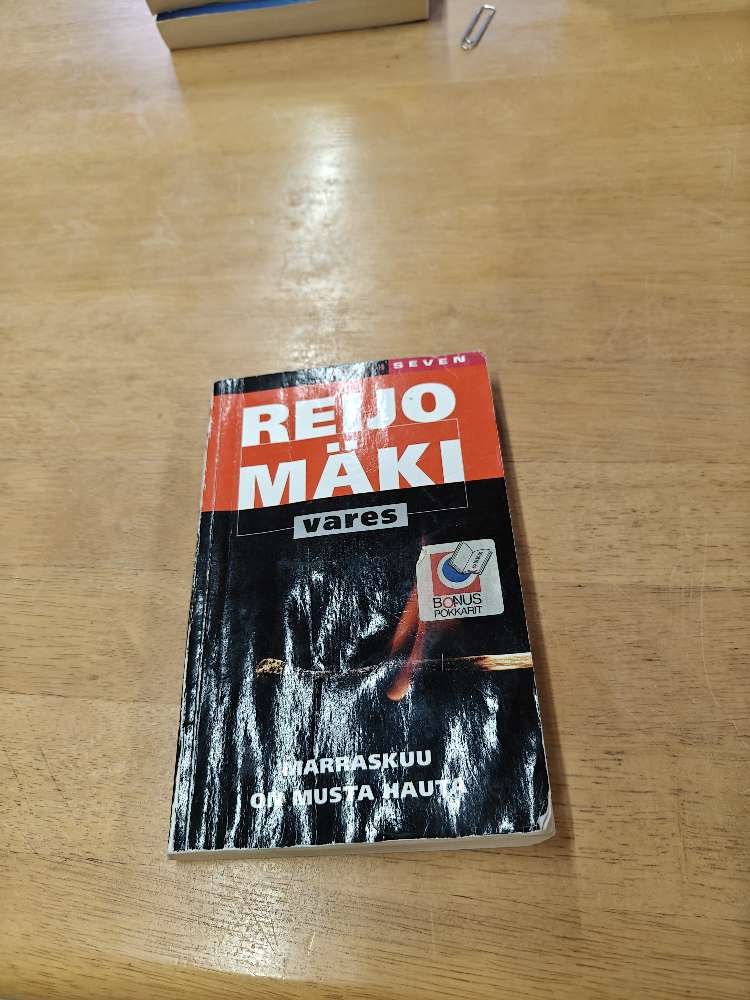 SEVEN
REIJO
MÄKI
vares
BONUS
POKKARIT
MARRASKUU
ON MUSTA HAUTA